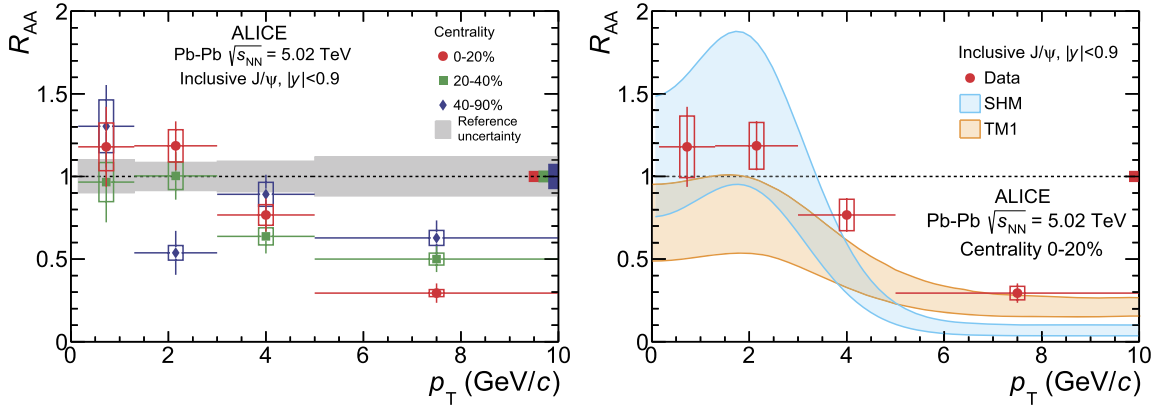 R_AA
2
1.5
1
0.5
0
ALICE
Pb-Pb √s_NN = 5.02 TeV
Inclusive J/ψ, |y|<0.9
Centrality
0-20%
20-40%
40-90%
Reference
uncertainty
0 2 4 6 8 10
p_T (GeV/c)
R_AA
2
1.5
1
0.5
0
Inclusive J/ψ, |y|<0.9
Data
SHM
TM1
ALICE
Pb-Pb √s_NN = 5.02 TeV
Centrality 0-20%
0 2 4 6 8 10
p_T (GeV/c)